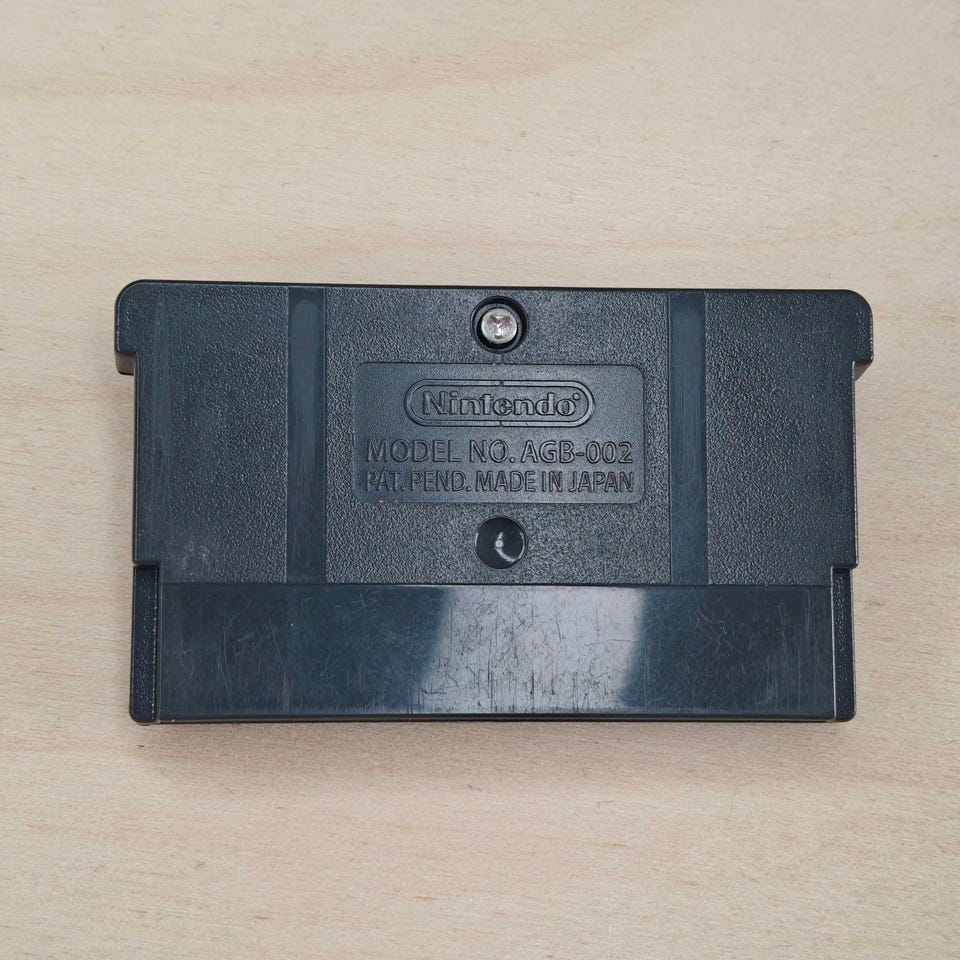 Nintendo®
MODEL NO. AGB-002
PAT. PEND. MADE IN JAPAN